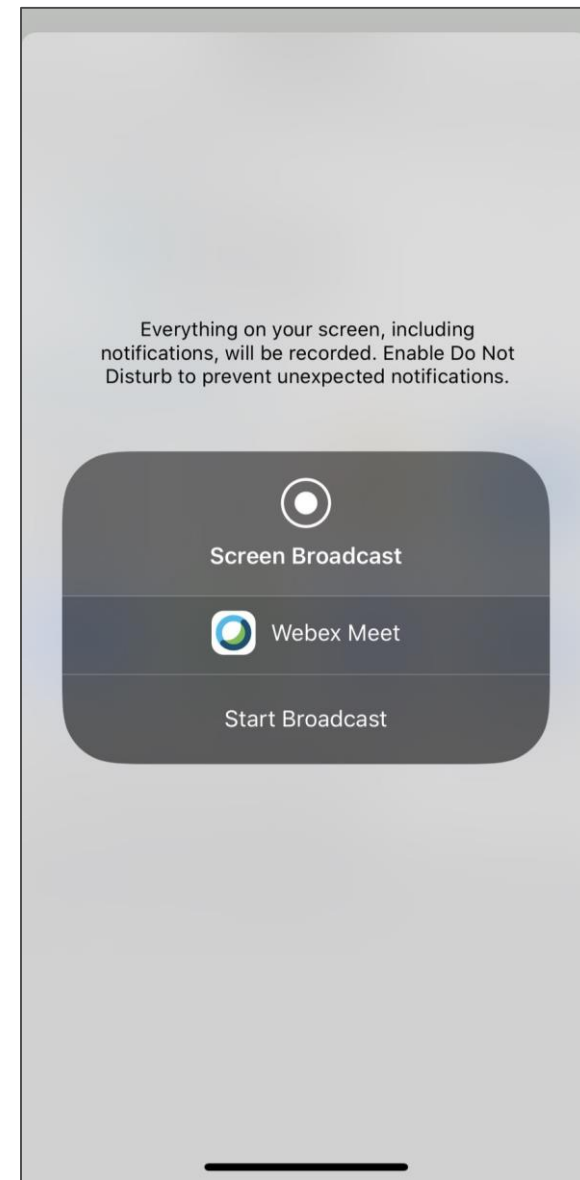 Everything on your screen, including
notifications, will be recorded. Enable Do Not
Disturb to prevent unexpected notifications.
Screen Broadcast
Webex Meet
Start Broadcast